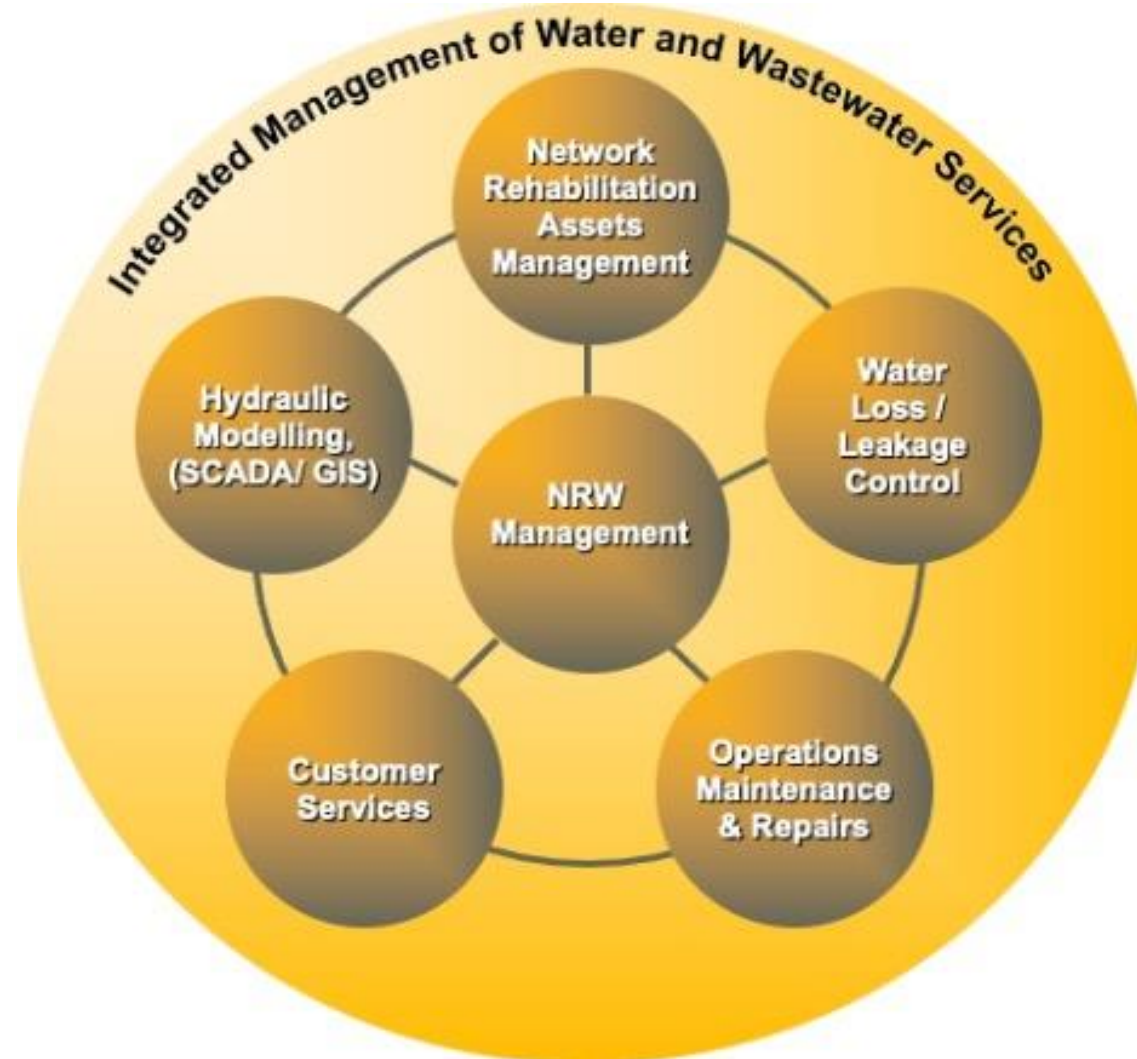 Integrated Management of Water and Wastewater Services
Network
Rehabilitation
Assets
Management
Water
Loss /
Leakage
Control
Hydraulic
Modelling,
(SCADA/ GIS)
NRW
Management
Customer
Services
Operations
Maintenance
& Repairs